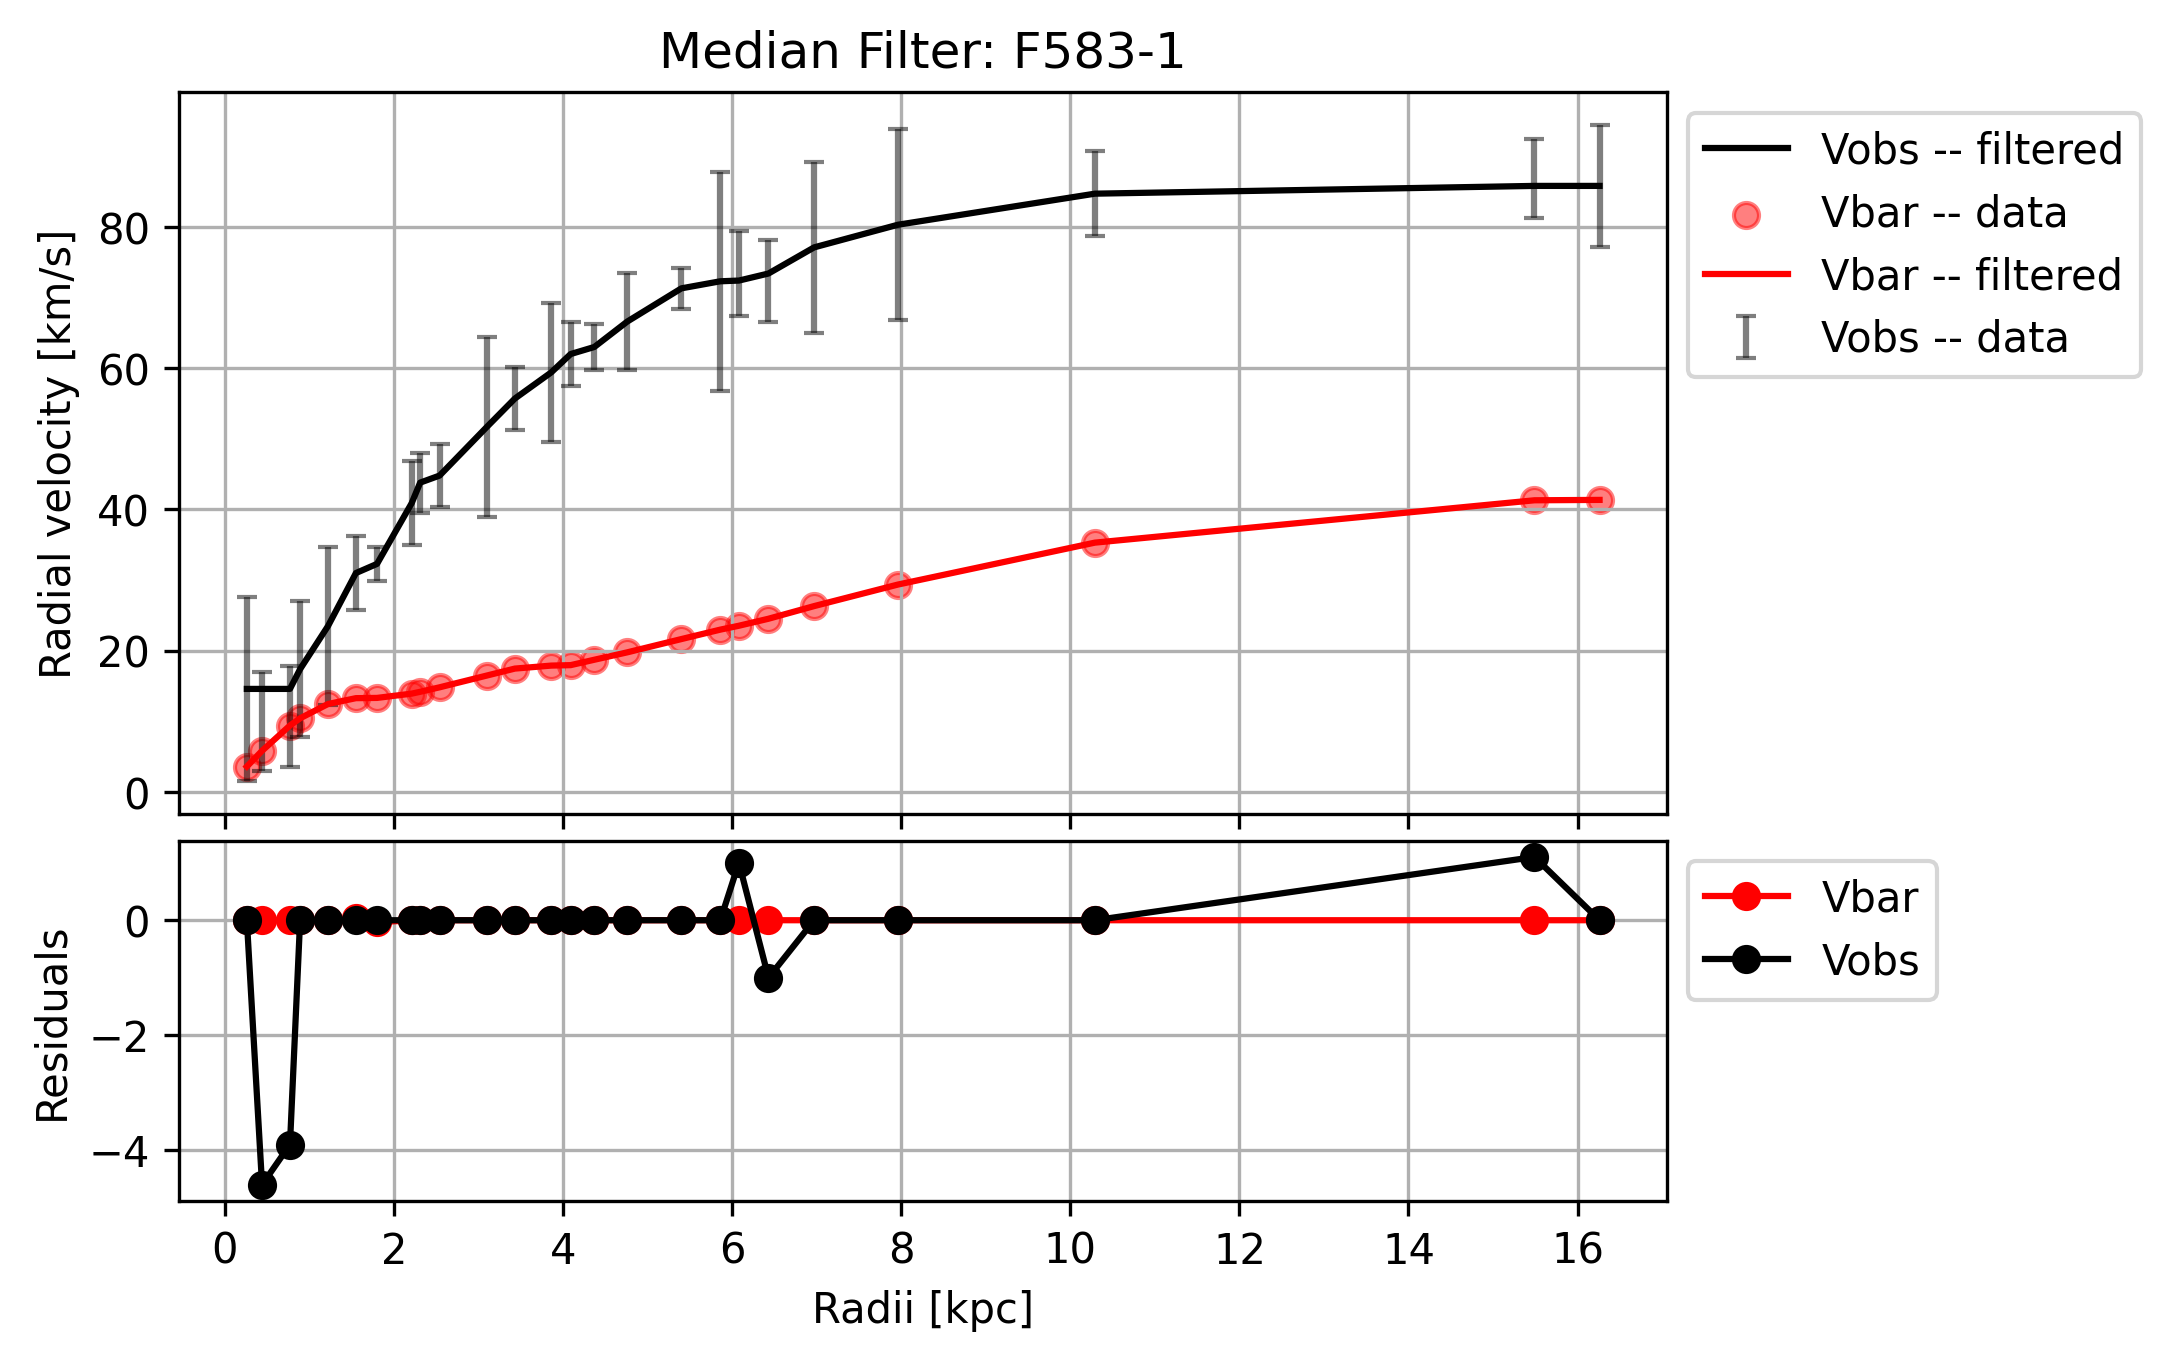 Median Filter: F583-1
Radial velocity [km/s]
80
60
40
20
0
Vobs -- filtered
Vbar -- data
Vbar -- filtered
Vobs -- data
Residuals
0
−2
−4
Vbar
Vobs
0 2 4 6 8 10 12 14 16
Radii [kpc]